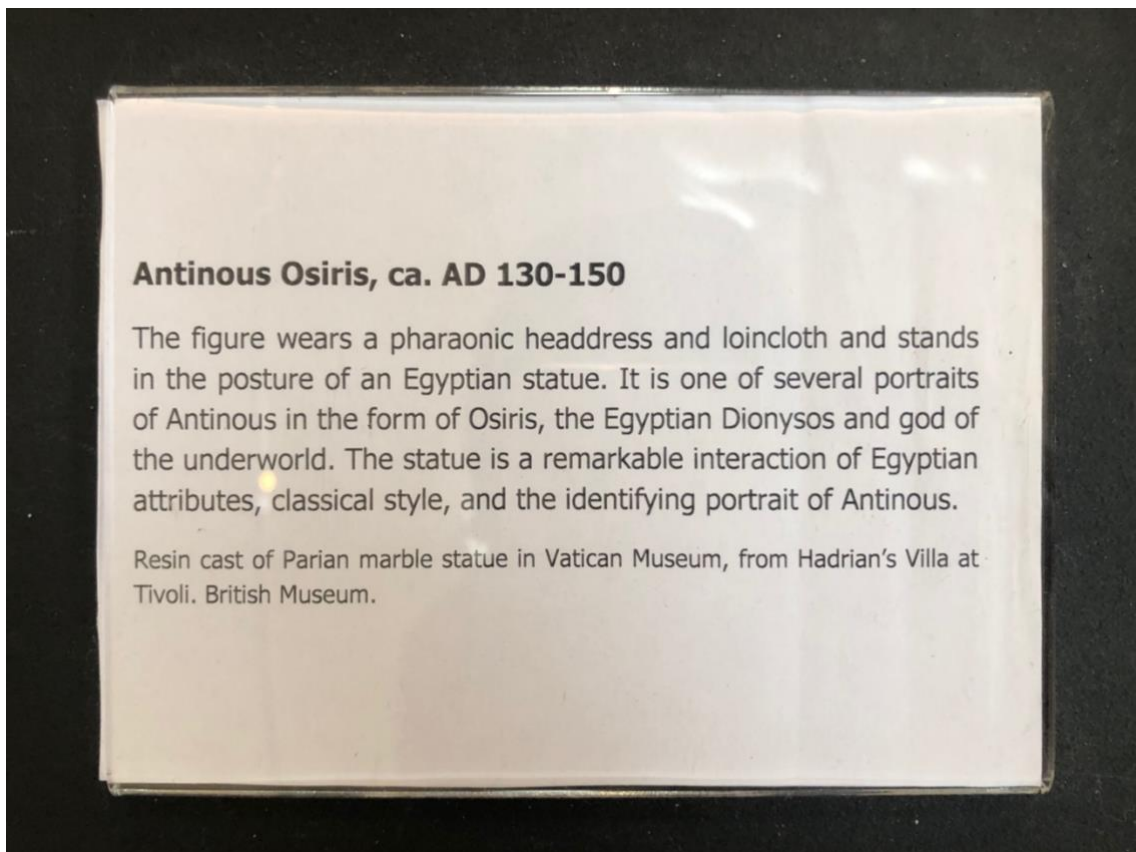 Antinous Osiris, ca. AD 130-150
The figure wears a pharaonic headdress and loincloth and stands
in the posture of an Egyptian statue. It is one of several portraits
of Antinous in the form of Osiris, the Egyptian Dionysos and god of
the underworld. The statue is a remarkable interaction of Egyptian
attributes, classical style, and the identifying portrait of Antinous.
Resin cast of Parian marble statue in Vatican Museum, from Hadrian's Villa at
Tivoli. British Museum.